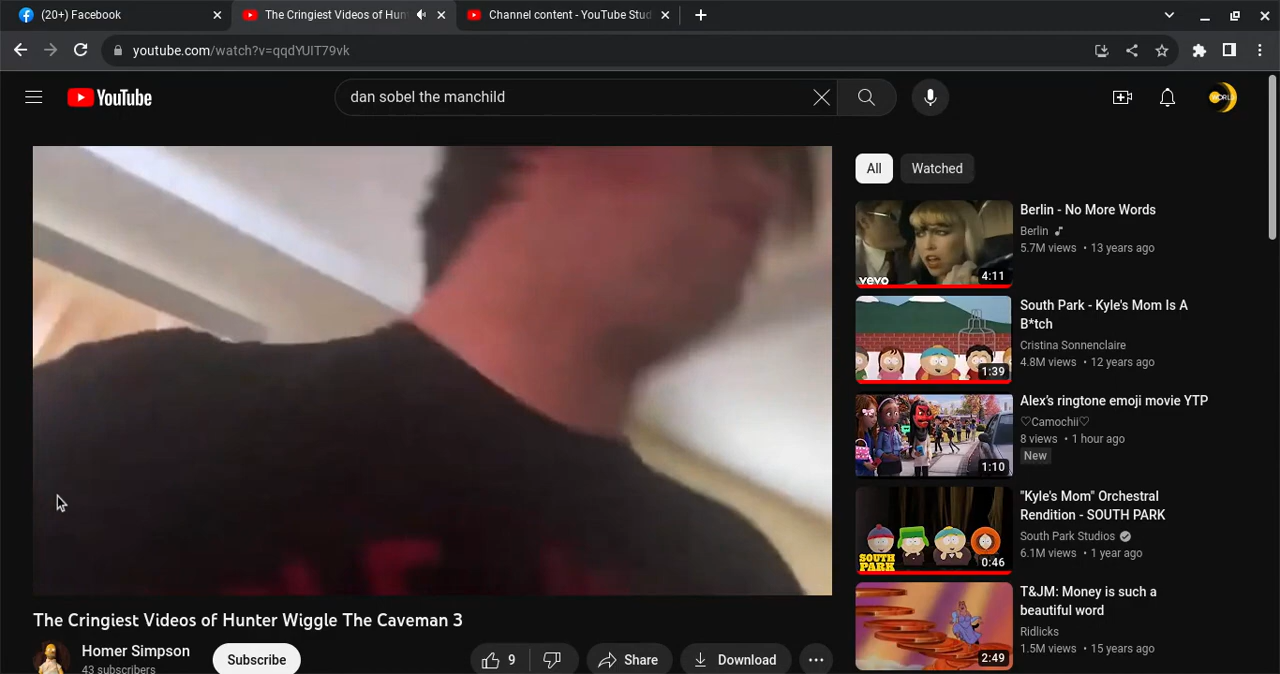 (20+) Facebook
The Cringiest Videos of Hun
Channel content - YouTube Stud
youtube.com/watch?v=qqdYUIT79vk
YouTube
dan sobel the manchild
WORLD
All
Watched
Berlin - No More Words
Berlin
5.7M views • 13 years ago
vevo
4:11
South Park - Kyle's Mom Is A
B*tch
Cristina Sonnenclaire
4.8M views • 12 years ago
1:39
Alex's ringtone emoji movie YTP
♡Camochii♡
8 views • 1 hour ago
New
1:10
"Kyle's Mom" Orchestral
Rendition - SOUTH PARK
South Park Studios
6.1M views • 1 year ago
SOUTH
PARK
0:46
T&JM: Money is such a
beautiful word
Ridlicks
1.5M views • 15 years ago
2:49
The Cringiest Videos of Hunter Wiggle The Caveman 3
Homer Simpson
43 subscribers
Subscribe
9
Share
Download